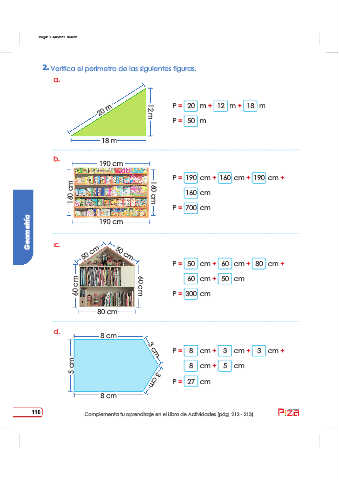 2. Verifica el perímetro de las siguientes figuras.
a.
20 m
12 m
18 m
P = 20 m + 12 m + 18 m
P = 50 m
b.
190 cm
160 cm
160 cm
190 cm
P = 190 cm + 160 cm + 190 cm +
160 cm
P = 700 cm
Geometría
c.
50 cm
50 cm
60 cm
60 cm
80 cm
P = 50 cm + 60 cm + 80 cm +
60 cm + 50 cm
P = 300 cm
d.
8 cm
3 cm
5 cm
3 cm
8 cm
P = 8 cm + 3 cm + 3 cm +
8 cm + 5 cm
P = 27 cm
110
Complementa tu aprendizaje en el Libro de Actividades (pág. 212 - 213)